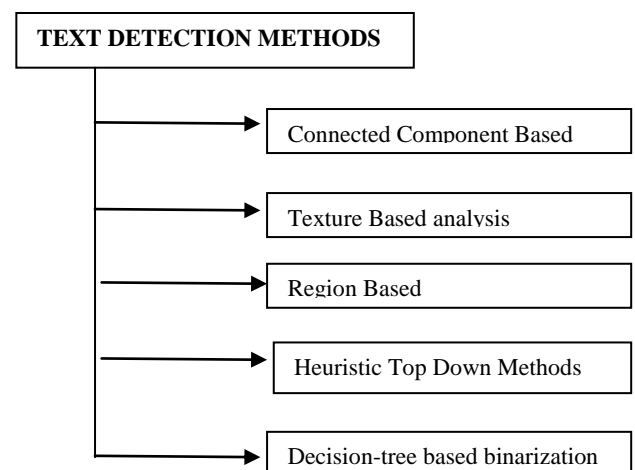 TEXT DETECTION METHODS
Connected Component Based
Texture Based analysis
Region Based
Heuristic Top Down Methods
Decision-tree based binarization